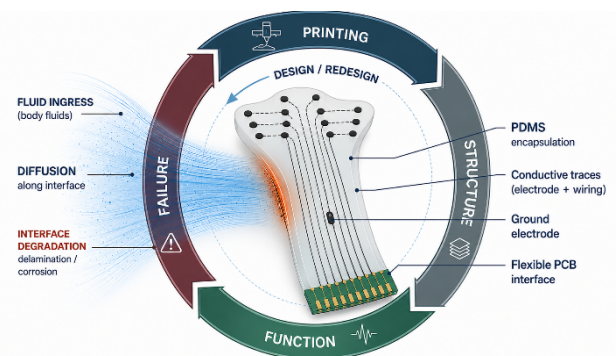 PRINTING
DESIGN / REDESIGN
FLUID INGRESS
(body fluids)
DIFFUSION
along interface
INTERFACE
DEGRADATION
delamination /
corrosion
FAILURE
STRUCTURE
PDMS
encapsulation
Conductive traces
(electrode + wiring)
Ground
electrode
Flexible PCB
interface
FUNCTION